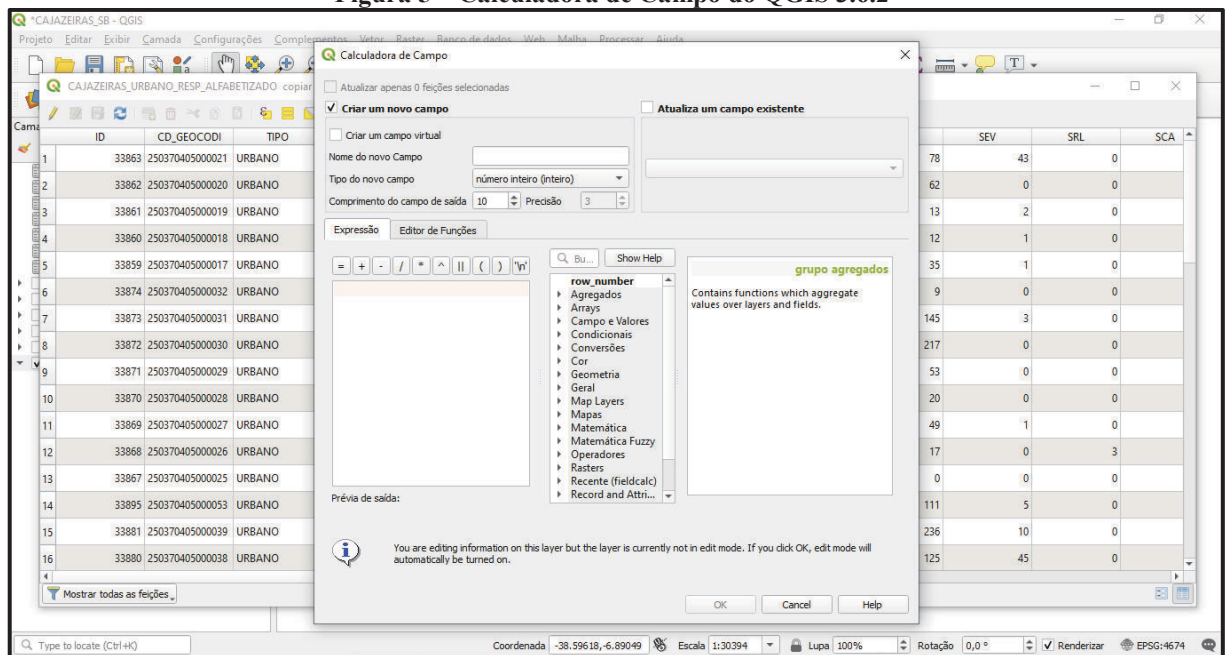 *CAJAZEIRAS_SB - QGIS
Projeto Editar Exibir Camada Configurações Complementos Vetor Raster Banco de dados Web Malha Processar Ajuda
CAJAZEIRAS_URBANO_RESP_ALFABETIZADO copiar
Calculadora de Campo
Atualizar apenas 0 feições selecionadas
Criar um novo campo
Atualiza um campo existente
Criar um campo virtual
Nome do novo Campo
Tipo do novo campo número inteiro (inteiro)
Comprimento do campo de saída 10 Precisão 3
Expressão Editor de Funções
= + - / * ^ || ( ) '\n'
Bu... Show Help
row_number
Agregados
Arrays
Campo e Valores
Condicionais
Conversões
Cor
Geometria
Geral
Map Layers
Mapas
Matemática
Matemática Fuzzy
Operadores
Rasters
Recente (fieldcalc)
Record and Attri...
grupo agregados
Contains functions which aggregate
values over layers and fields.
Prévia de saída:
You are editing information on this layer but the layer is currently not in edit mode. If you click OK, edit mode will
automatically be turned on.
OK Cancel Help
ID CD_GEOCODI TIPO SEV SRL SCA
1 33863 250370405000021 URBANO 78 43 0
2 33862 250370405000020 URBANO 62 0 0
3 33861 250370405000019 URBANO 13 2 0
4 33860 250370405000018 URBANO 12 1 0
5 33859 250370405000017 URBANO 35 1 0
6 33874 250370405000032 URBANO 9 0 0
7 33873 250370405000031 URBANO 145 3 0
8 33872 250370405000030 URBANO 217 0 0
9 33871 250370405000029 URBANO 53 0 0
10 33870 250370405000028 URBANO 20 0 0
11 33869 250370405000027 URBANO 49 1 0
12 33868 250370405000026 URBANO 17 0 3
13 33867 250370405000025 URBANO 0 0 0
14 33895 250370405000053 URBANO 111 5 0
15 33881 250370405000039 URBANO 236 10 0
16 33880 250370405000038 URBANO 125 45 0
Mostrar todas as feições
Type to locate (Ctrl+K) Coordenada -38.59618,-6.89049 Escala 1:30394 Lupa 100% Rotação 0,0 ° Renderizar EPSG:4674